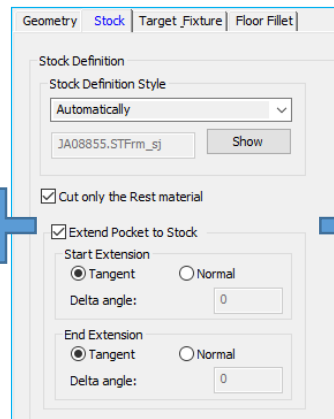 Geometry Stock Target_Fixture Floor Fillet
Stock Definition
Stock Definition Style
Automatically
JA08855.STFrm_sj Show
Cut only the Rest material
Extend Pocket to Stock
Start Extension
Tangent Normal
Delta angle: 0
End Extension
Tangent Normal
Delta angle: 0